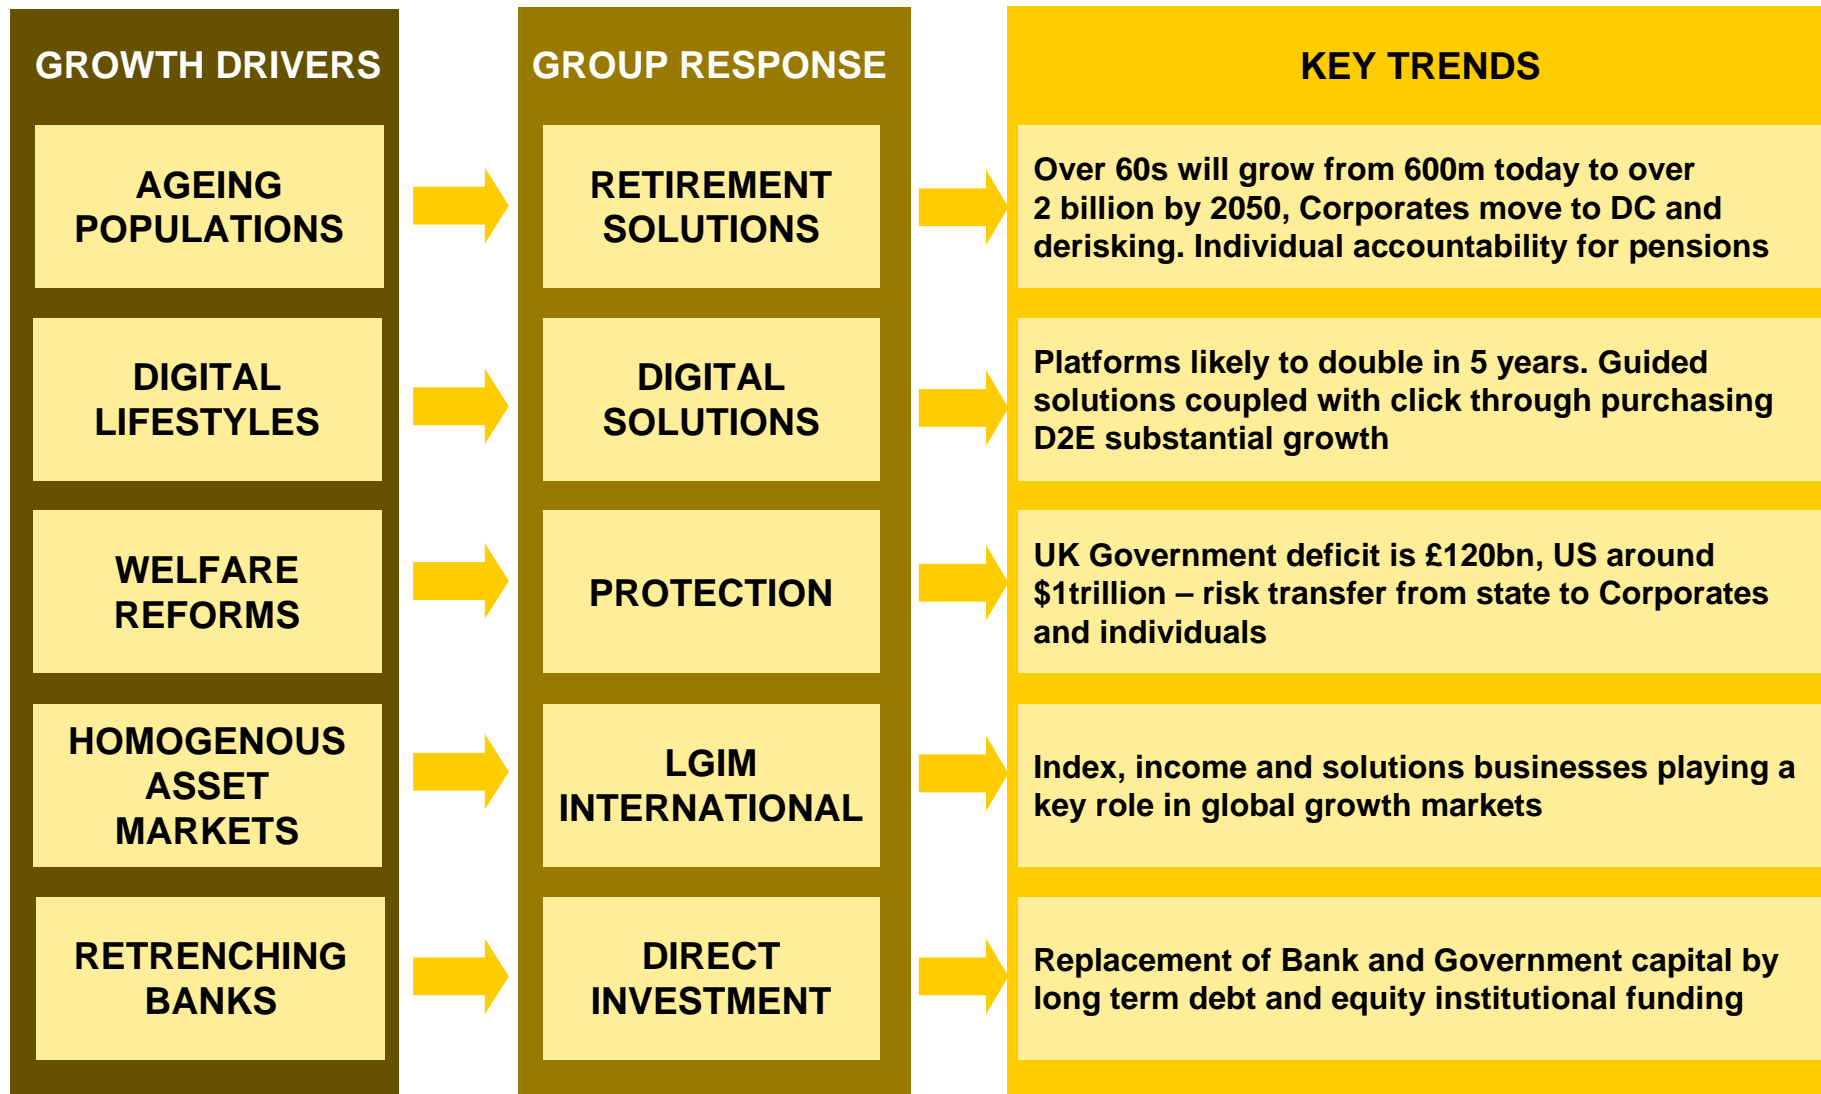 GROWTH DRIVERS
GROUP RESPONSE
KEY TRENDS
AGEING
POPULATIONS
RETIREMENT
SOLUTIONS
Over 60s will grow from 600m today to over
2 billion by 2050, Corporates move to DC and
derisking. Individual accountability for pensions
DIGITAL
LIFESTYLES
DIGITAL
SOLUTIONS
Platforms likely to double in 5 years. Guided
solutions coupled with click through purchasing
D2E substantial growth
WELFARE
REFORMS
PROTECTION
UK Government deficit is £120bn, US around
$1trillion – risk transfer from state to Corporates
and individuals
HOMOGENOUS
ASSET
MARKETS
LGIM
INTERNATIONAL
Index, income and solutions businesses playing a
key role in global growth markets
RETRENCHING
BANKS
DIRECT
INVESTMENT
Replacement of Bank and Government capital by
long term debt and equity institutional funding